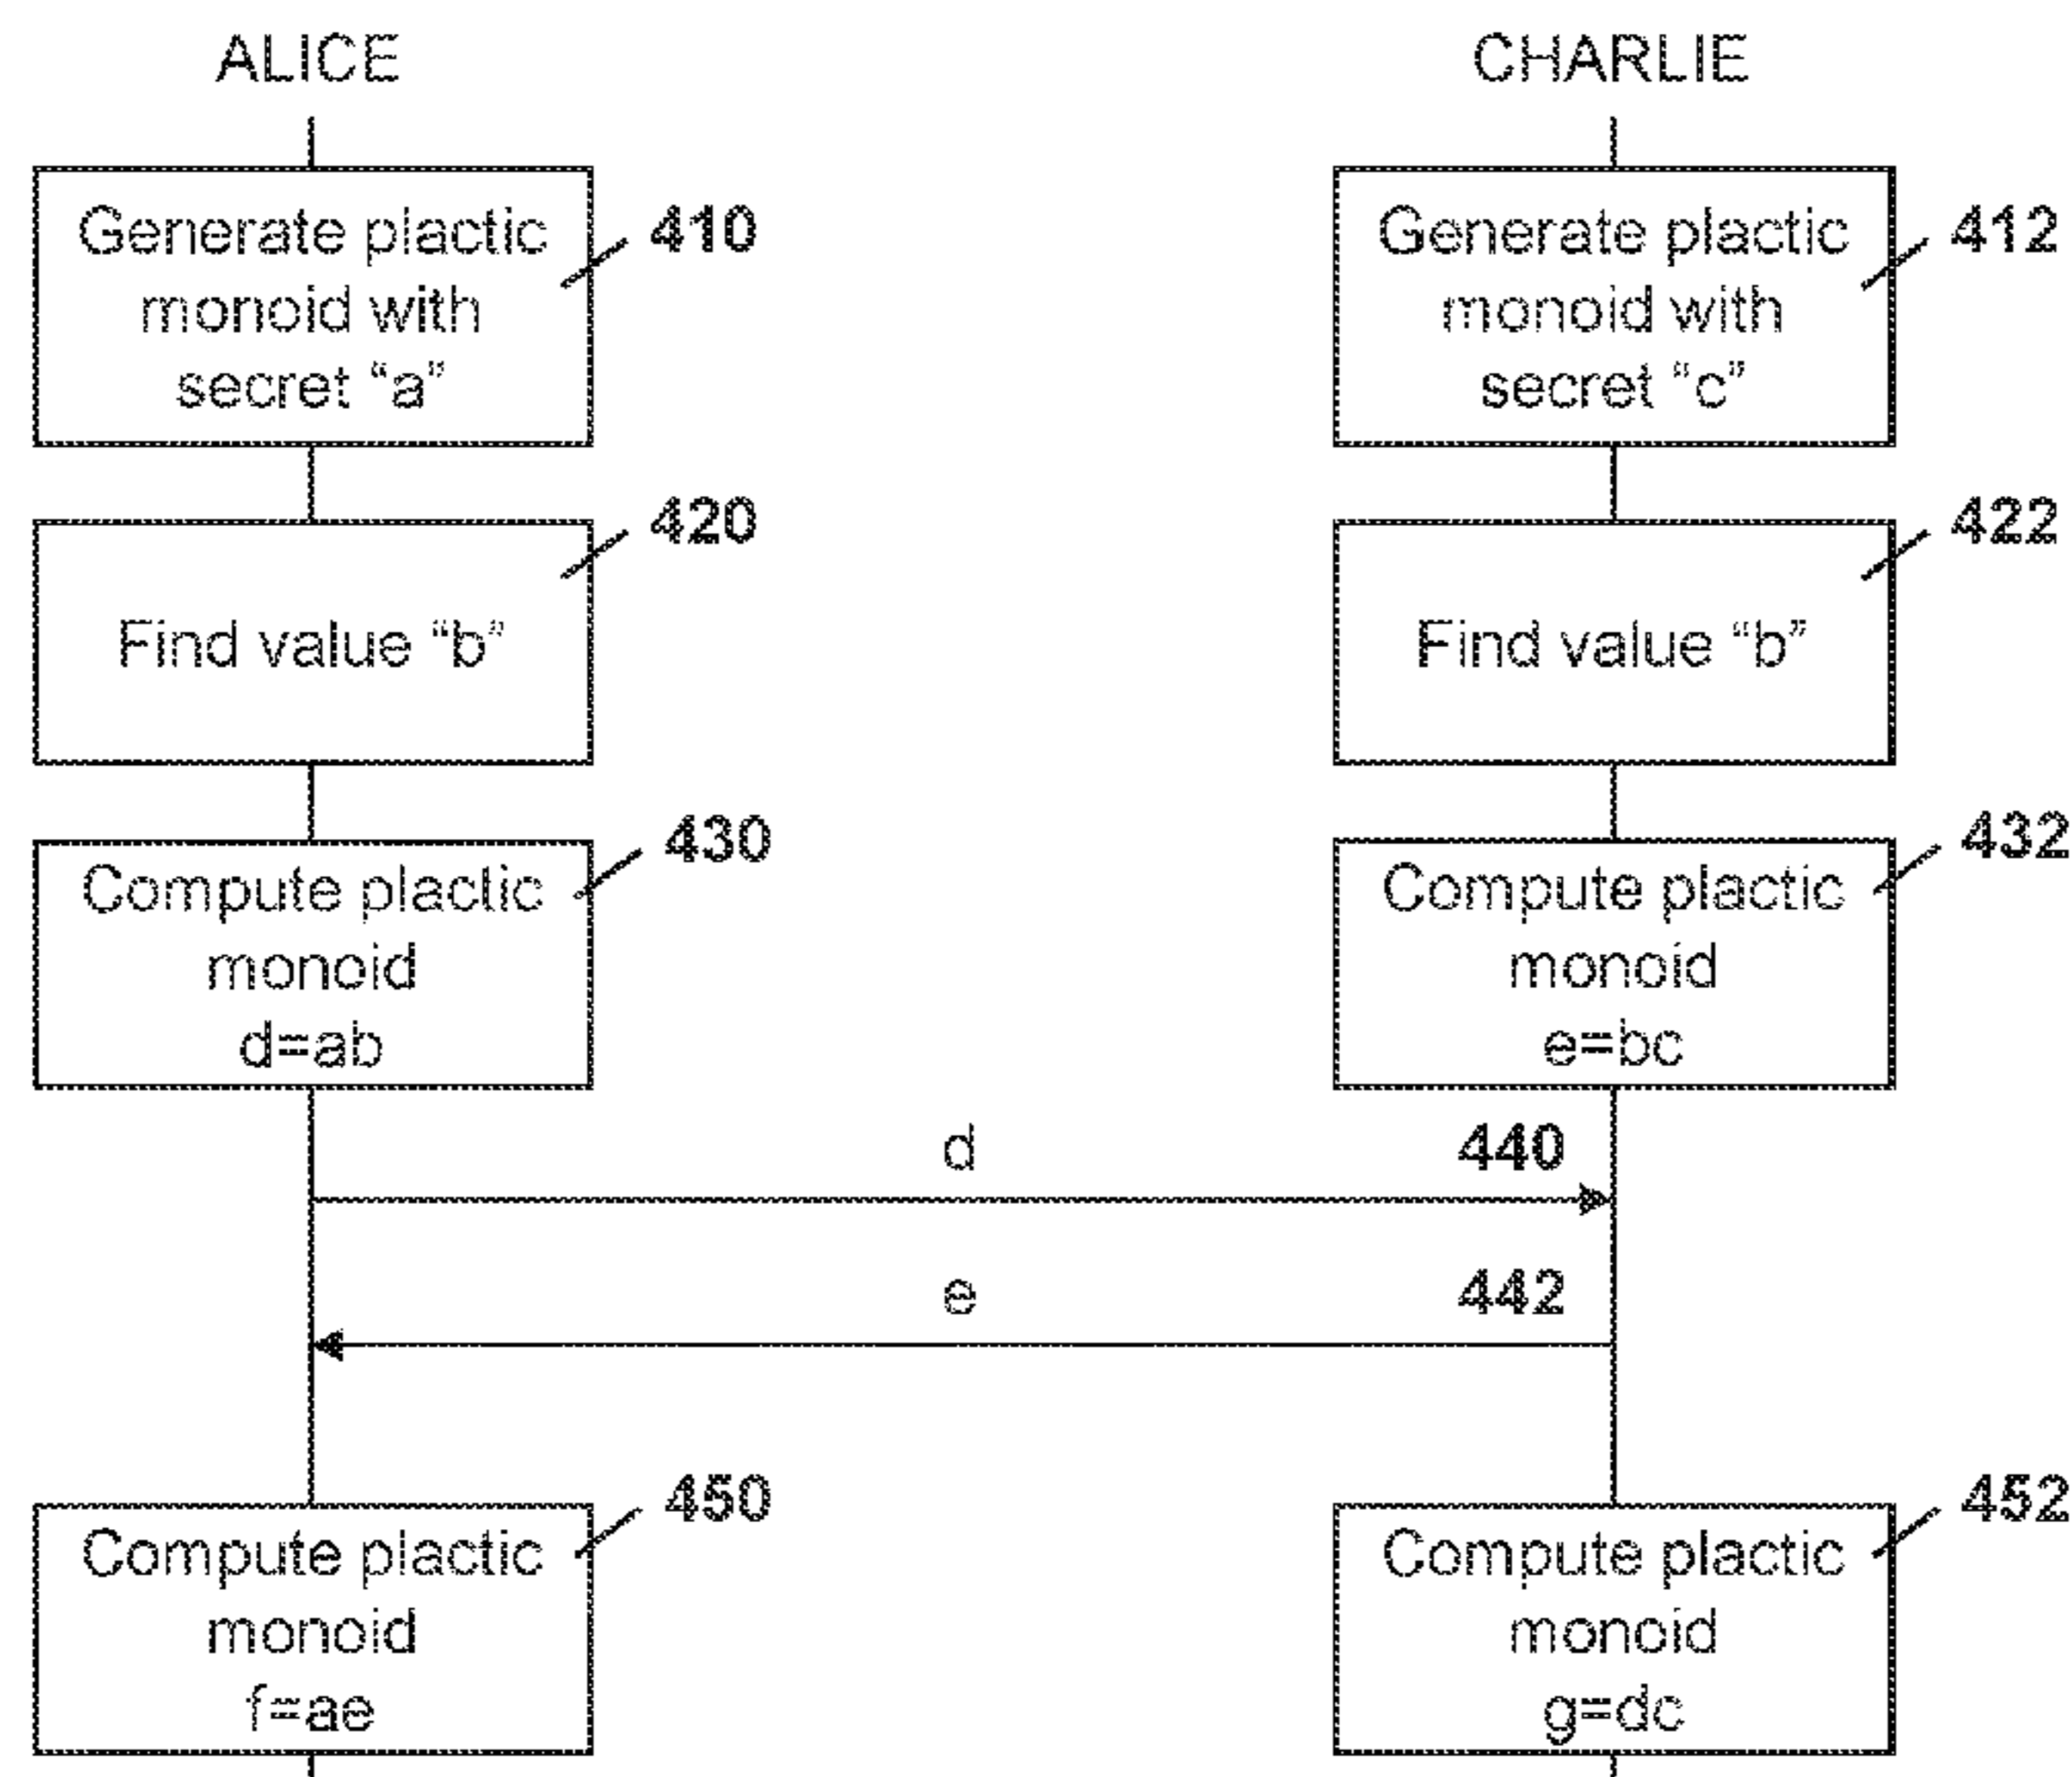 ALICE
CHARLIE
Generate plactic
monoid with
secret "a"
410
Generate plactic
monoid with
secret "c"
412
Find value "b"
420
Find value "b"
422
Compute plactic
monoid
d=ab
430
Compute plactic
monoid
e=bc
432
d
440
e
442
Compute plactic
monoid
f=ae
450
Compute plactic
monoid
g=dc
452